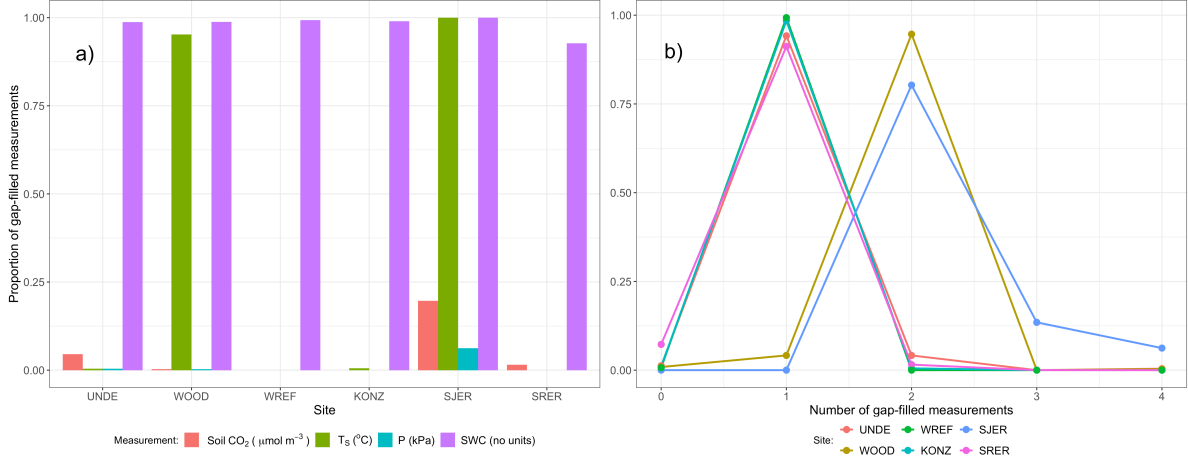 a)
1.00
0.75
0.50
0.25
0.00
Proportion of gap-filled measurements
UNDE WOOD WREF KONZ SJER SRER
Site
Measurement: Soil CO₂ ( μmol m⁻³ ) T_S (°C) P (kPa) SWC (no units)
b)
1.00
0.75
0.50
0.25
0.00
0 1 2 3 4
Number of gap-filled measurements
Site:
UNDE WREF SJER
WOOD KONZ SRER